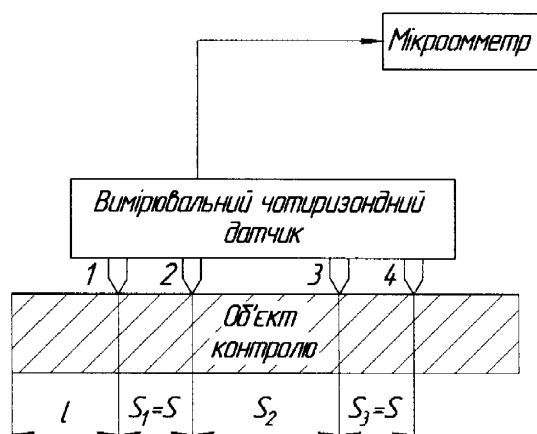 Мікроомметр
Вимірювальний чотиризондний
датчик
1 2 3 4
Об'єкт
контролю
l S₁=S S₂ S₃=S